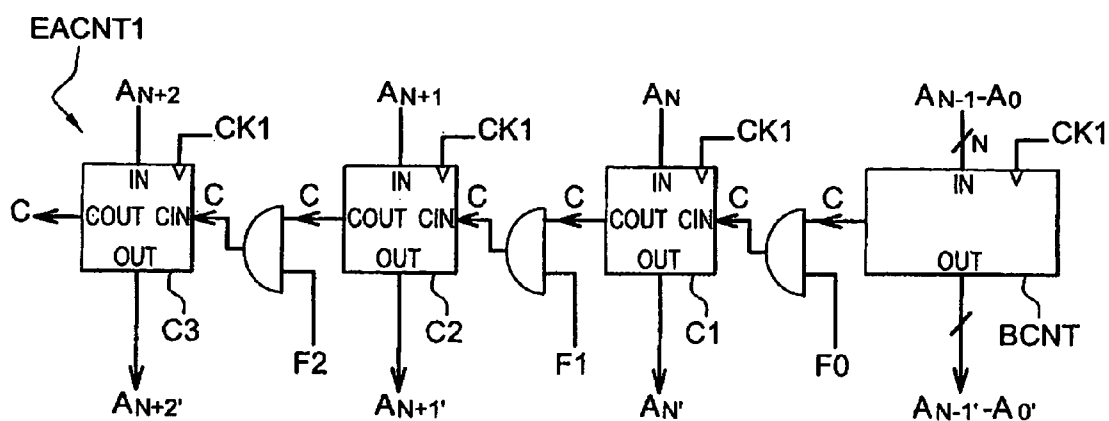 EACNT1
AN+2 AN+1 AN AN-1-A0
CK1 CK1 CK1 N CK1
IN IN IN IN
C COUT CIN C C COUT CIN C C COUT CIN C C
OUT OUT OUT OUT
C3 F2 C2 F1 C1 F0 BCNT
AN+2' AN+1' AN' AN-1'-A0'